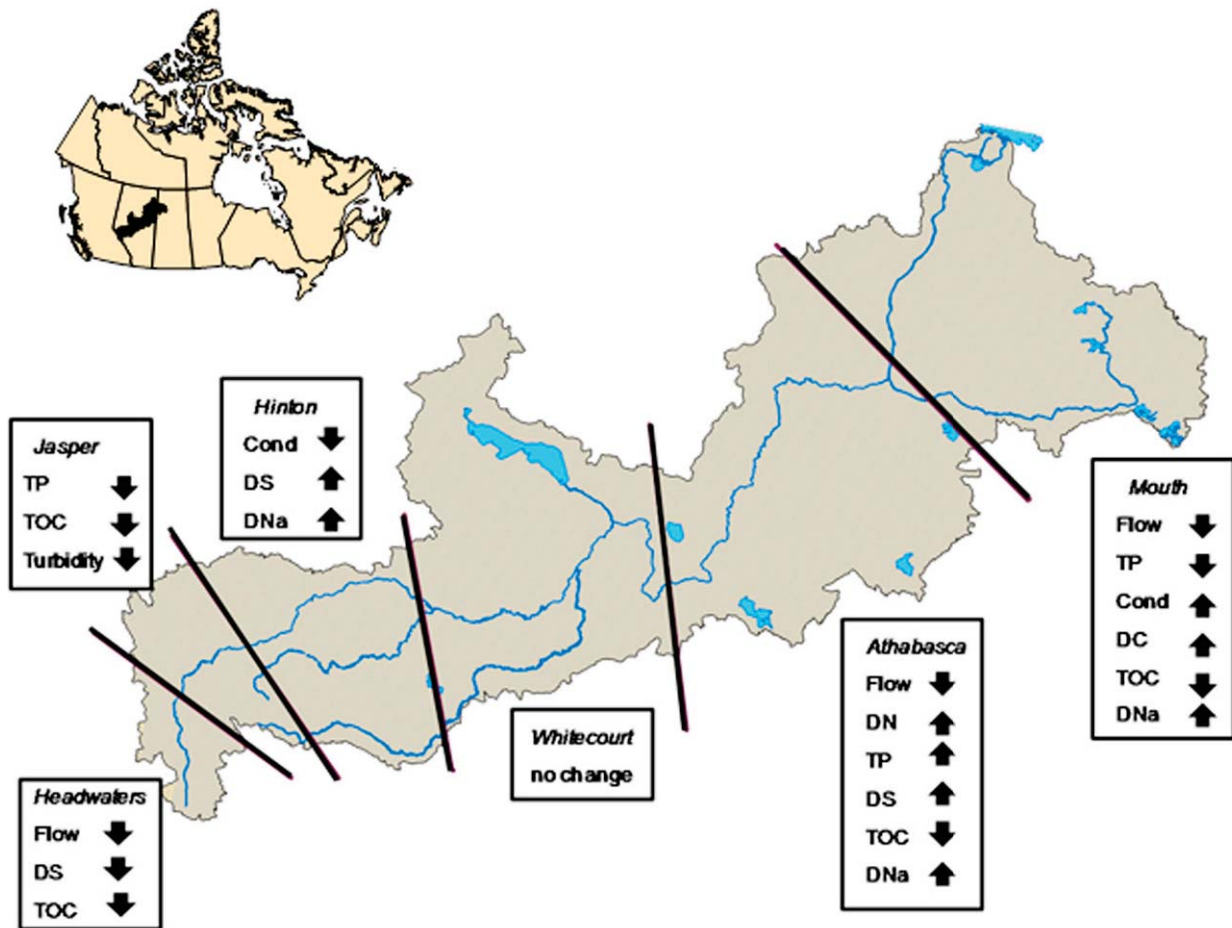 Hinton
Cond ⬇
DS ⬆
DNa ⬆
Jasper
TP ⬇
TOC ⬇
Turbidity ⬇
Mouth
Flow ⬇
TP ⬇
Cond ⬆
DC ⬆
TOC ⬇
DNa ⬆
Athabasca
Flow ⬇
DN ⬆
TP ⬆
DS ⬆
TOC ⬇
DNa ⬆
Whitecourt
no change
Headwaters
Flow ⬇
DS ⬇
TOC ⬇